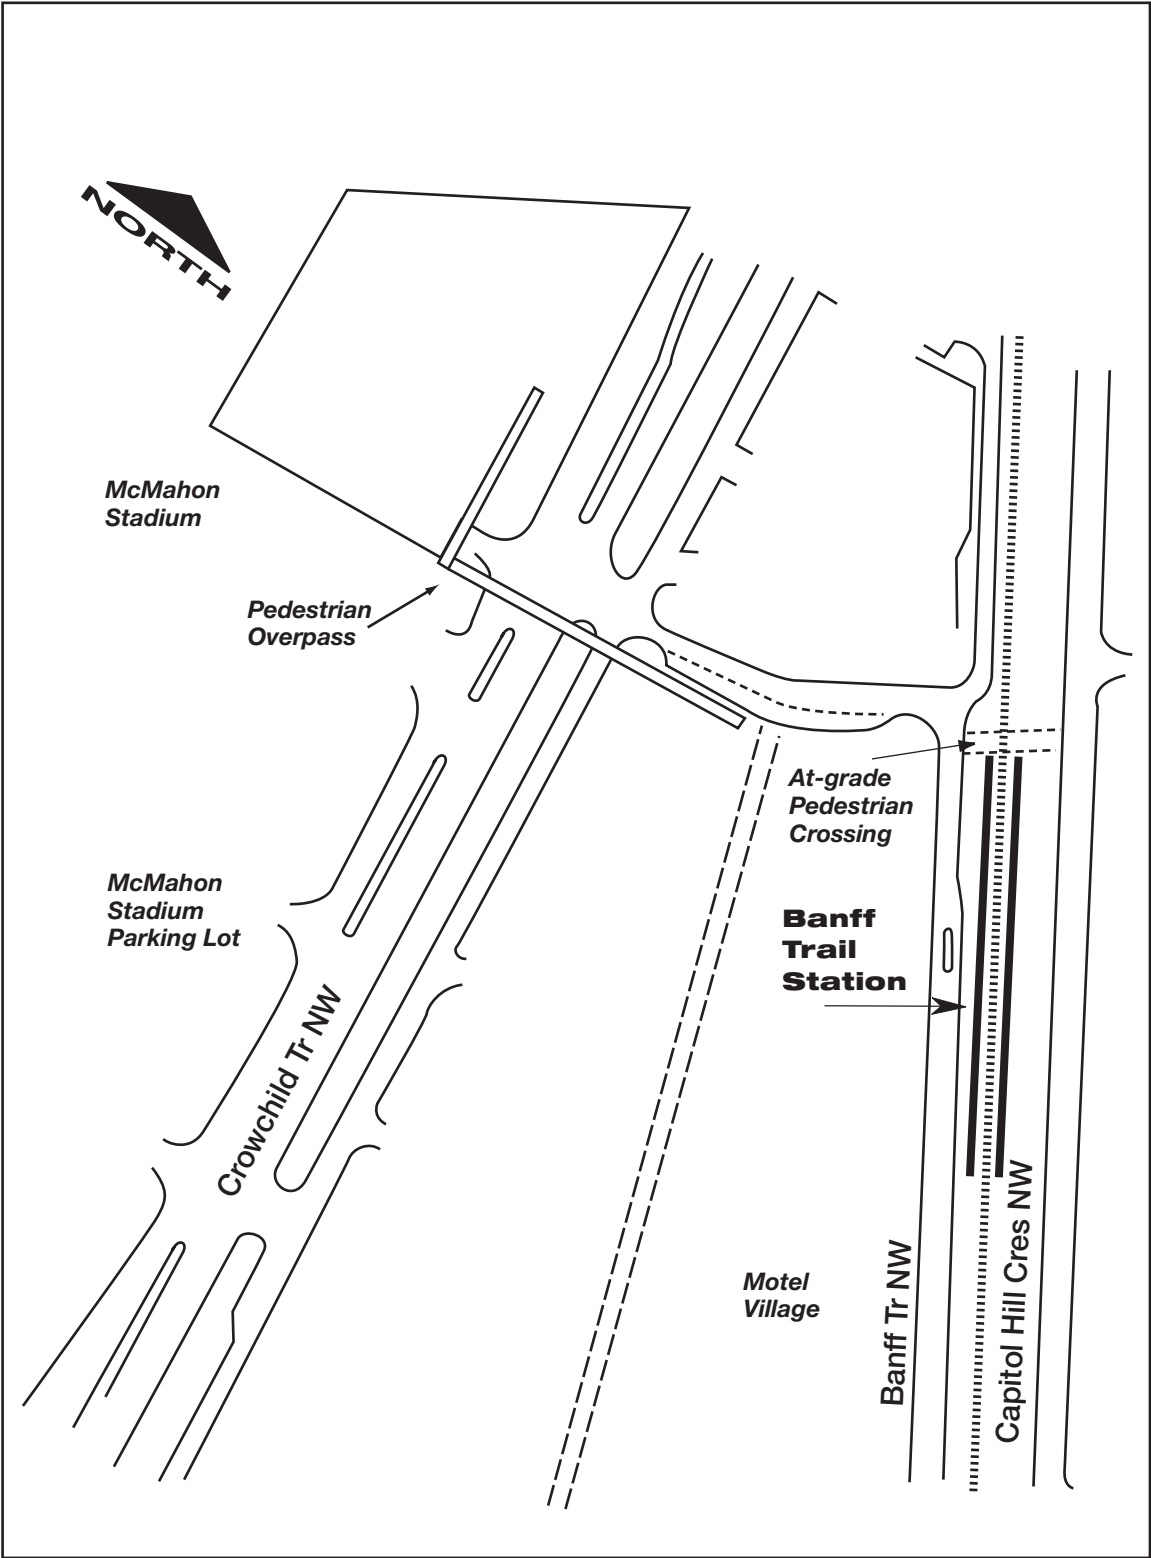 NORTH
McMahon
Stadium
Pedestrian
Overpass
At-grade
Pedestrian
Crossing
McMahon
Stadium
Parking Lot
Banff
Trail
Station
Crowchild Tr NW
Motel
Village
Banff Tr NW
Capitol Hill Cres NW